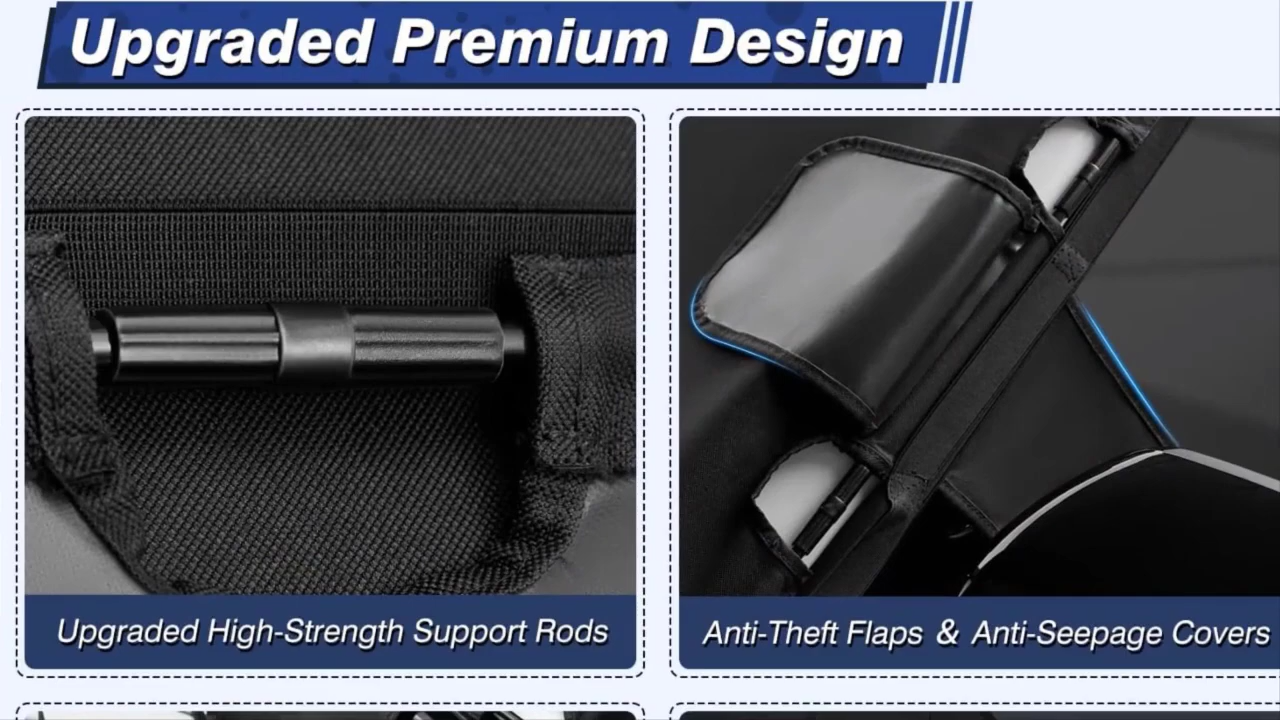 Upgraded Premium Design
Upgraded High-Strength Support Rods
Anti-Theft Flaps & Anti-Seepage Covers